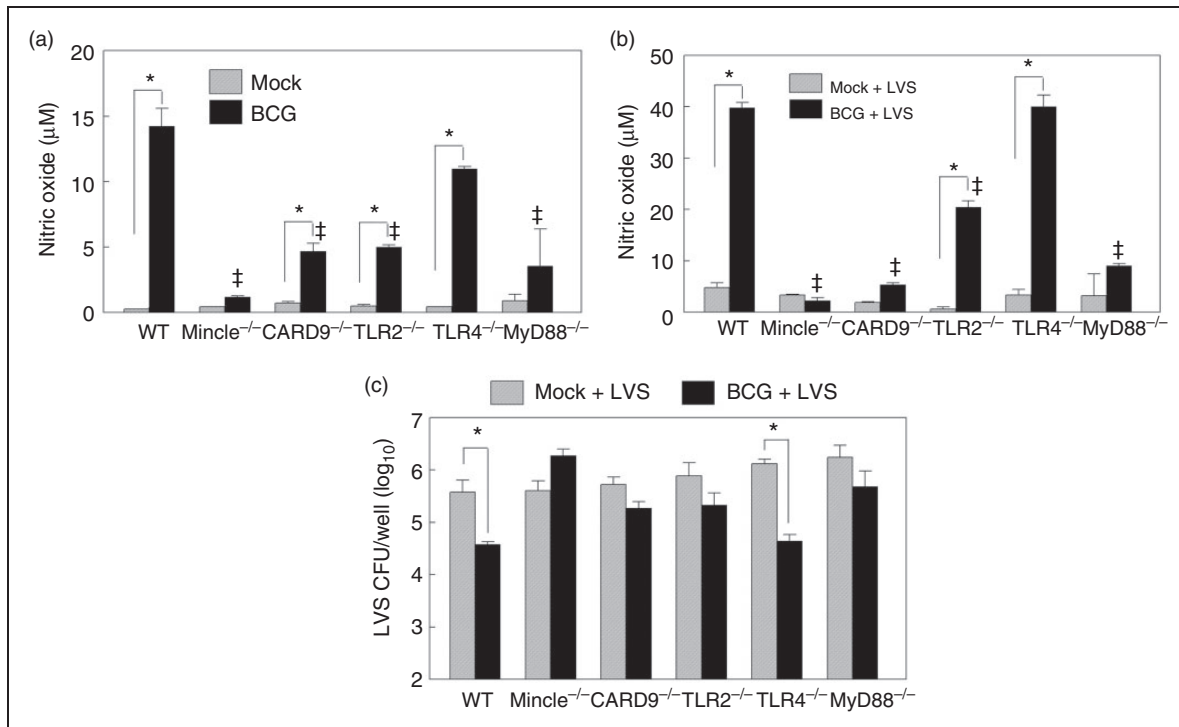 (a)
20
15
10
5
0
Nitric oxide (μM)
Mock
BCG
* * * *
‡ ‡ ‡ ‡
WT Mincle⁻/⁻ CARD9⁻/⁻ TLR2⁻/⁻ TLR4⁻/⁻ MyD88⁻/⁻
(b)
50
40
30
20
10
0
Nitric oxide (μM)
Mock + LVS
BCG + LVS
* * *
‡ ‡ ‡ ‡
WT Mincle⁻/⁻ CARD9⁻/⁻ TLR2⁻/⁻ TLR4⁻/⁻ MyD88⁻/⁻
(c)
Mock + LVS BCG + LVS
7
6
5
4
3
2
LVS CFU/well (log₁₀)
* *
WT Mincle⁻/⁻ CARD9⁻/⁻ TLR2⁻/⁻ TLR4⁻/⁻ MyD88⁻/⁻